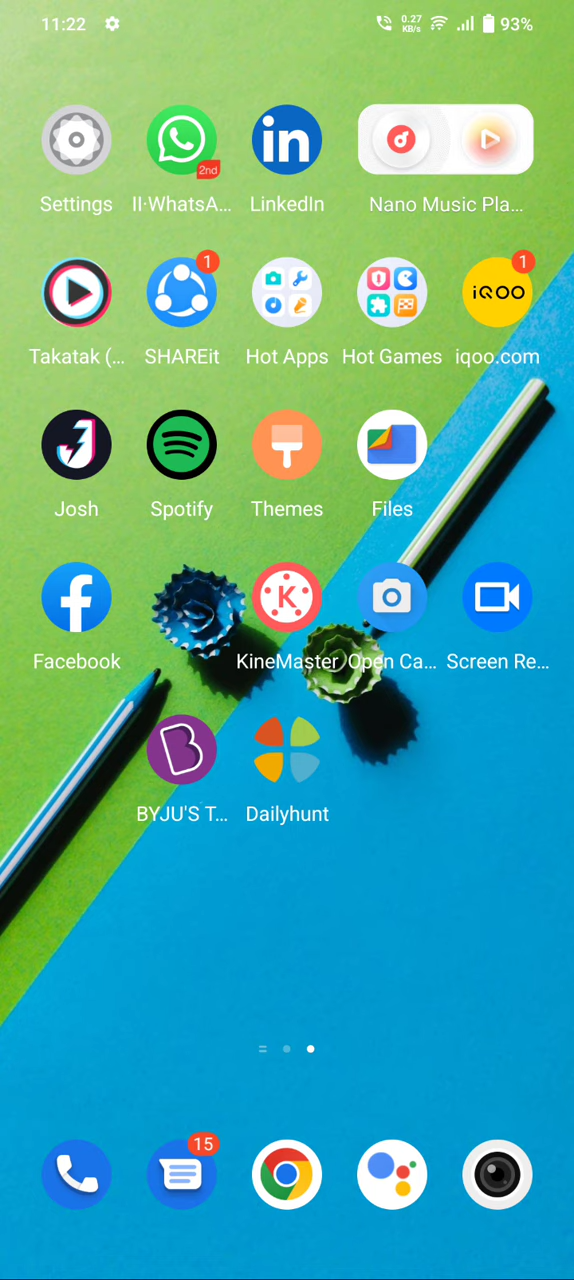 11:22
0.27
KB/s
93%
2nd
in
Settings
II·WhatsA...
LinkedIn
Nano Music Pla...
1
1
iQOO
Takatak (...
SHAREit
Hot Apps
Hot Games
iqoo.com
Josh
Spotify
Themes
Files
f
K
Facebook
KineMaster
Open Ca...
Screen Re...
B
BYJU'S T...
Dailyhunt
15